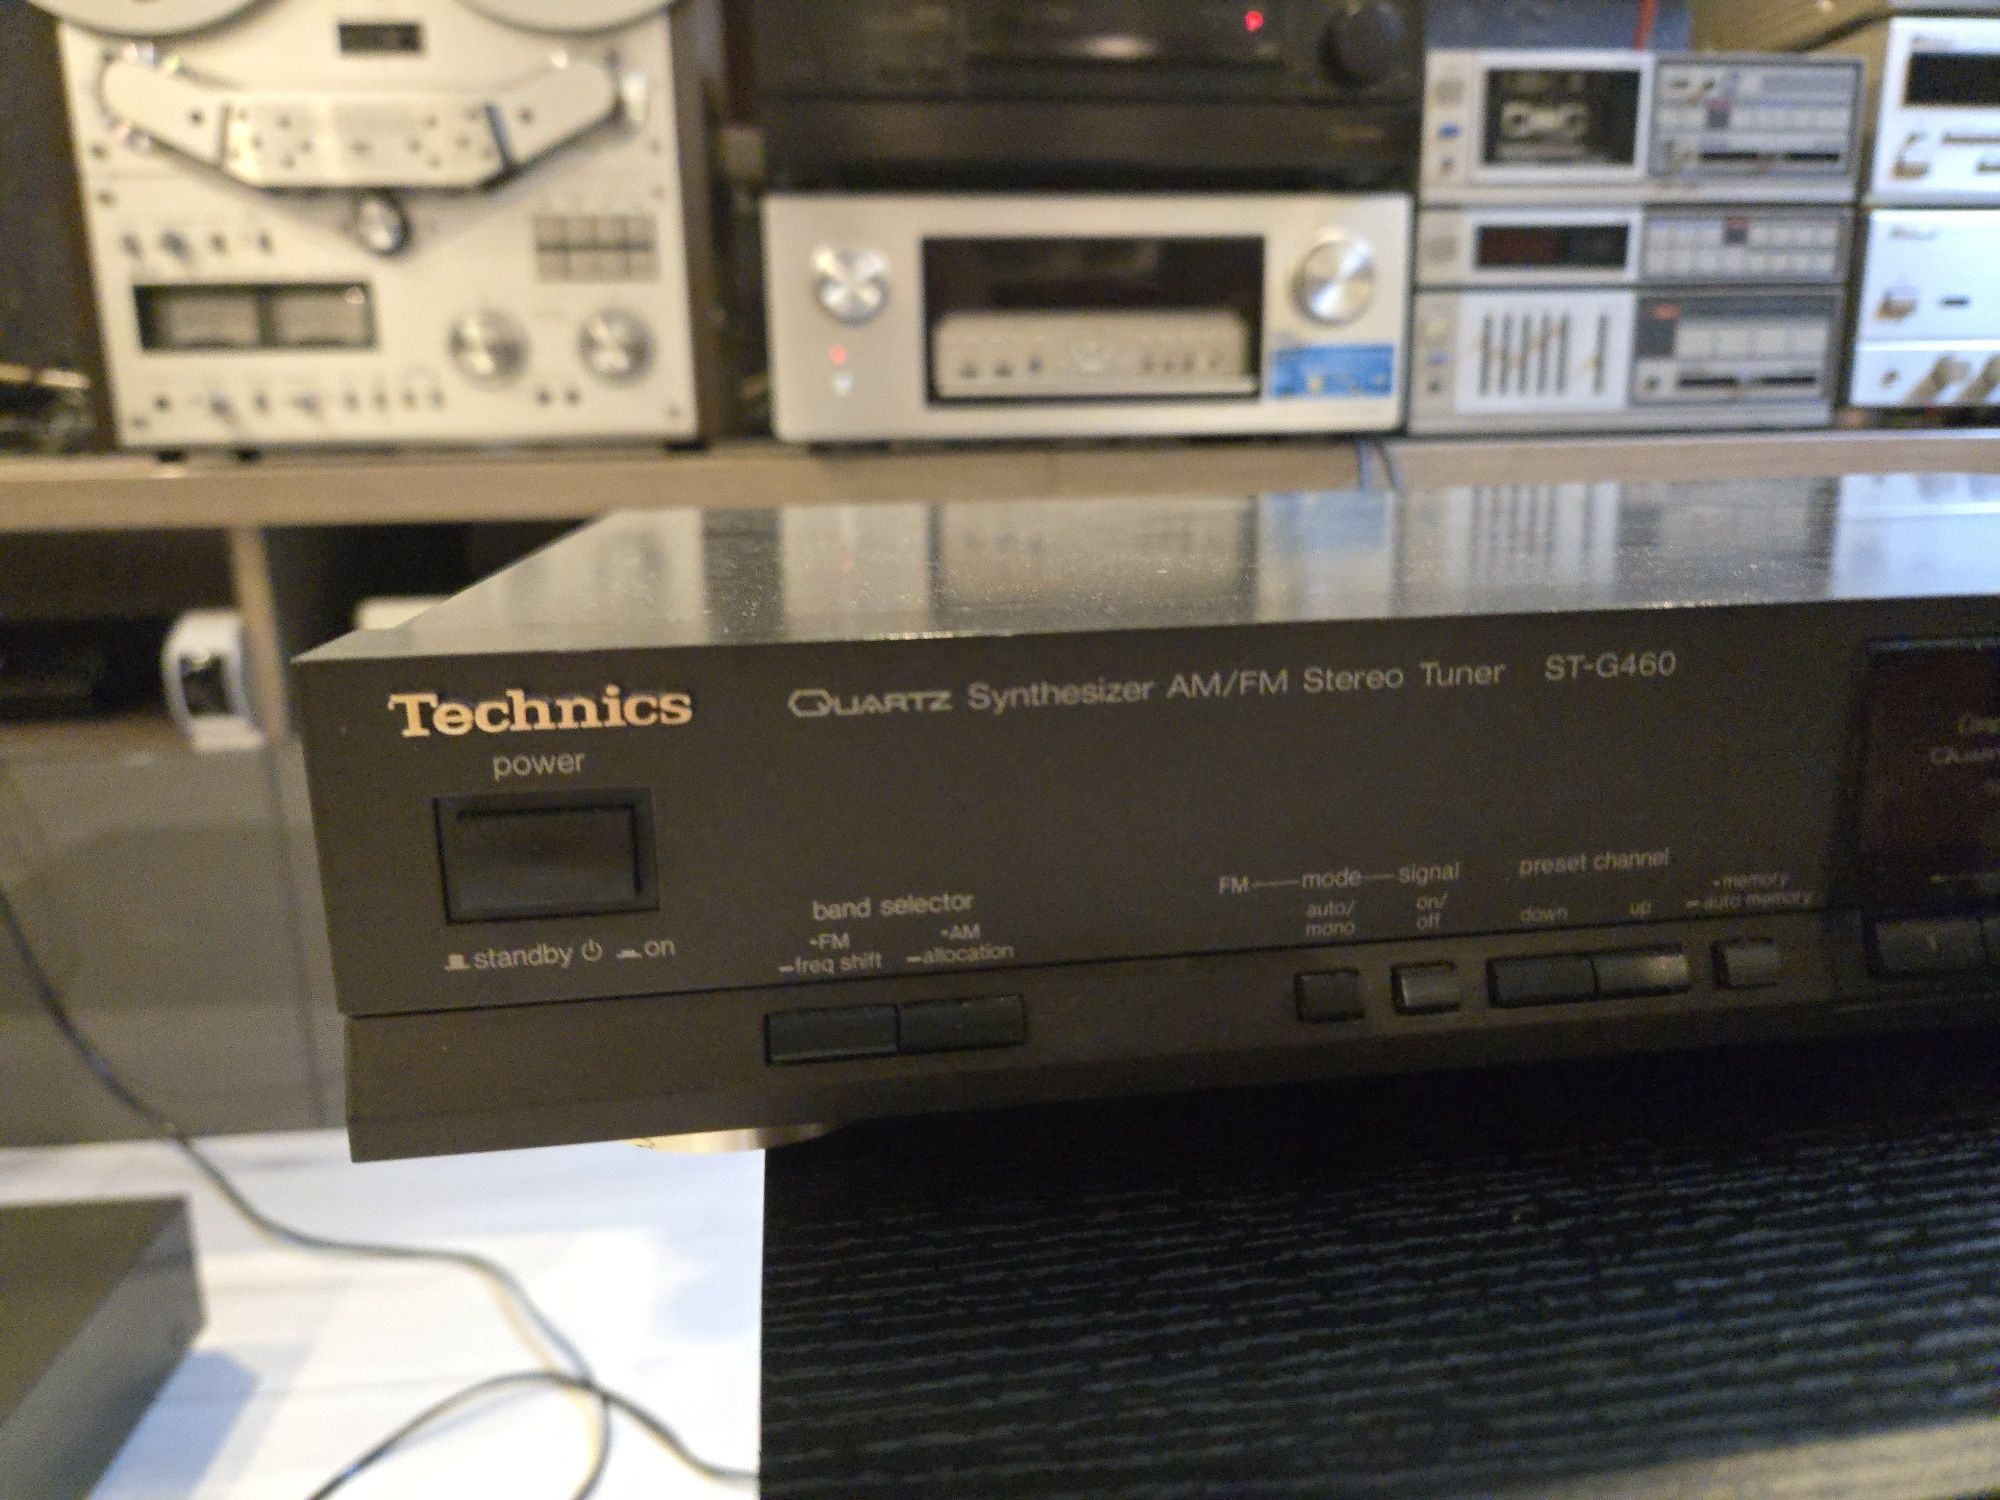 Technics
QUARTZ Synthesizer AM/FM Stereo Tuner ST-G460
power
standby on
band selector
FM AM
freq shift allocation
FM mode signal
auto/ on/
mono off
preset channel
down up
memory
auto memory
1